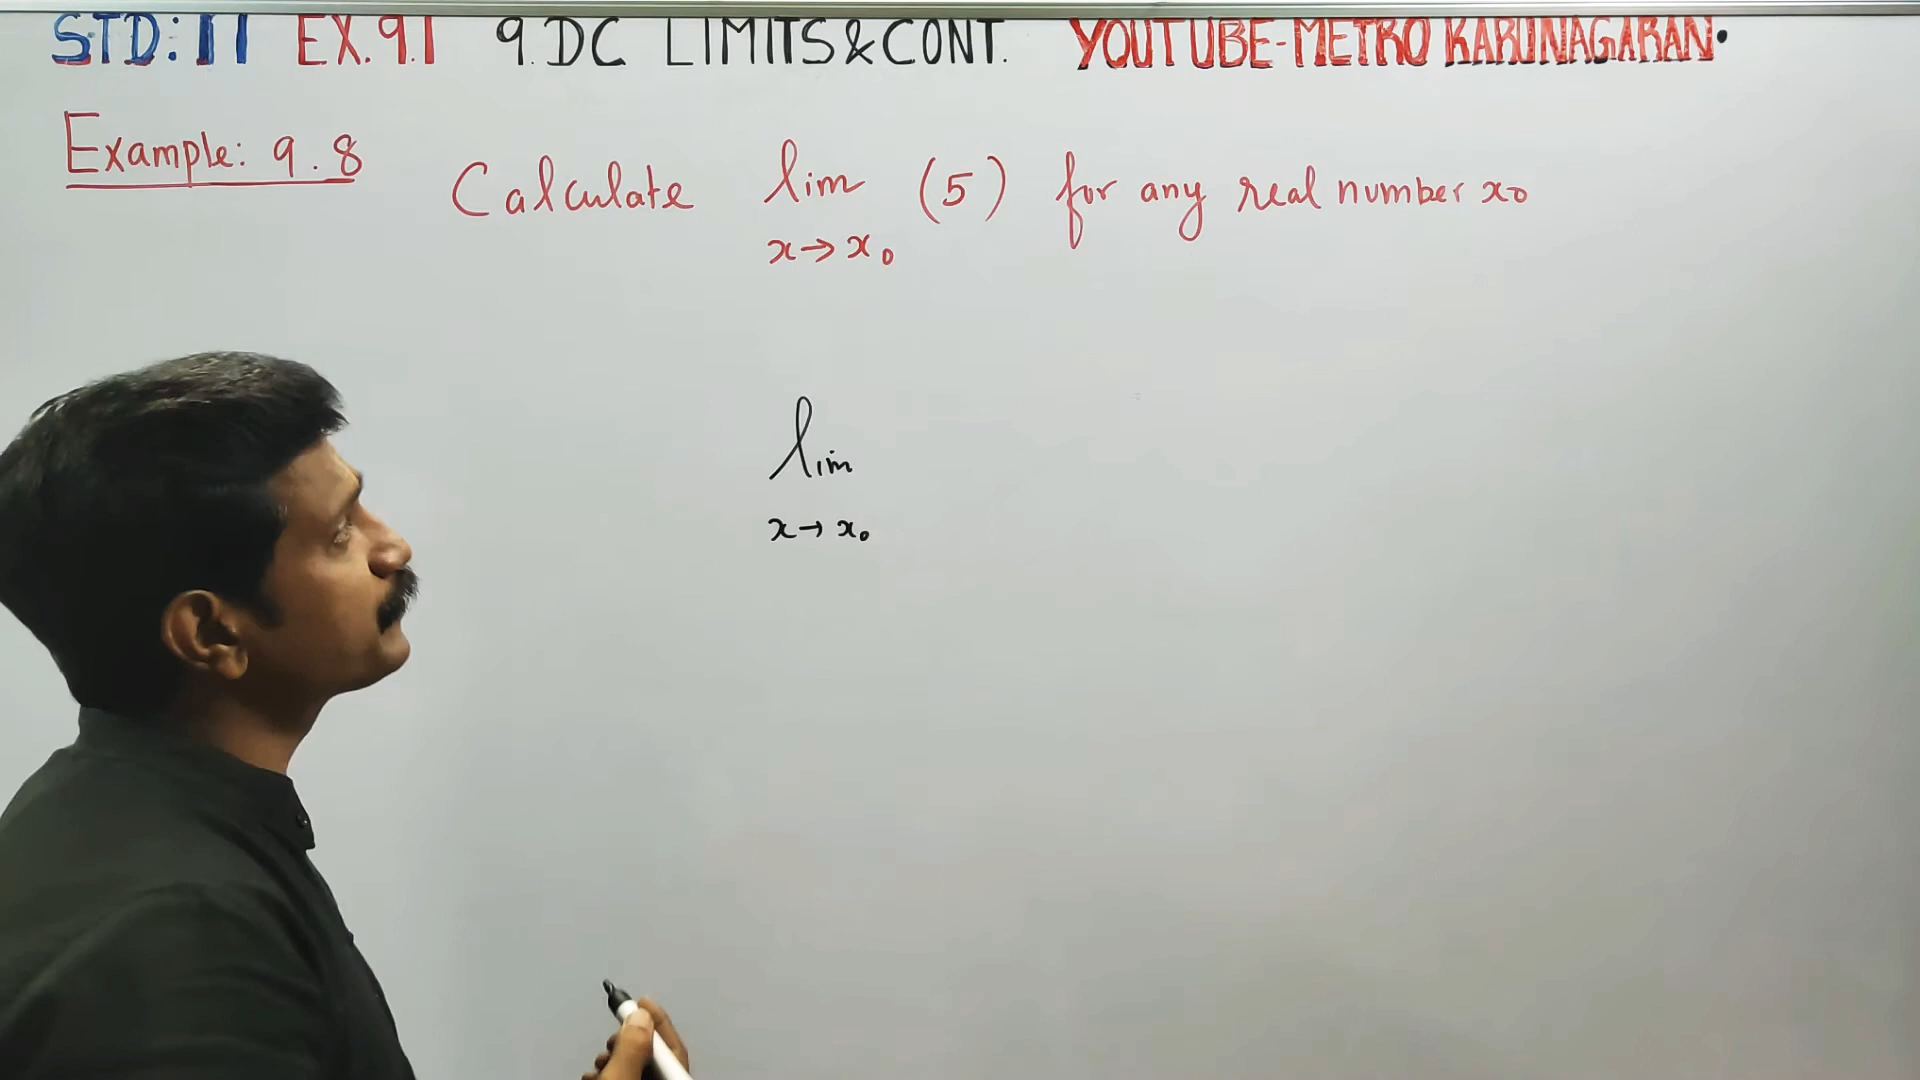 STD: 11 EX. 9.1 9. DC LIMITS & CONT. YOUTUBE-METRO KARUNAGARAN.
Example: 9.8
Calculate lim (5) for any real number x0
x→x0
lim
x→x0